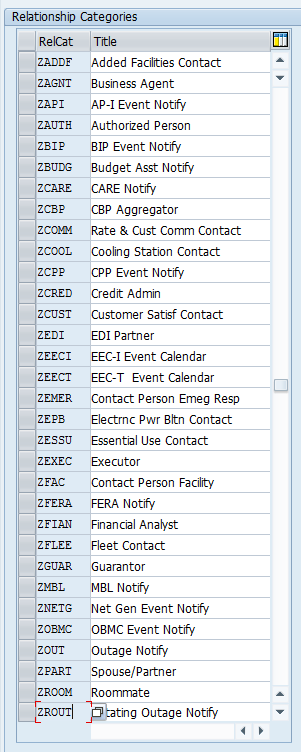 Relationship Categories
RelCat Title
ZADDF Added Facilities Contact
ZAGNT Business Agent
ZAPI AP-I Event Notify
ZAUTH Authorized Person
ZBIP BIP Event Notify
ZBUDG Budget Asst Notify
ZCARE CARE Notify
ZCBP CBP Aggregator
ZCOMM Rate & Cust Comm Contact
ZCOOL Cooling Station Contact
ZCPP CPP Event Notify
ZCRED Credit Admin
ZCUST Customer Satisf Contact
ZEDI EDI Partner
ZEECI EEC-I Event Calendar
ZEECT EEC-T  Event Calendar
ZEMER Contact Person Emeg Resp
ZEPB Electrnc Pwr Bltn Contact
ZESSU Essential Use Contact
ZEXEC Executor
ZFAC Contact Person Facility
ZFERA FERA Notify
ZFIAN Financial Analyst
ZFLEE Fleet Contact
ZGUAR Guarantor
ZMBL MBL Notify
ZNETG Net Gen Event Notify
ZOBMC OBMC Event Notify
ZOUT Outage Notify
ZPART Spouse/Partner
ZROOM Roommate
ZROUT ating Outage Notify